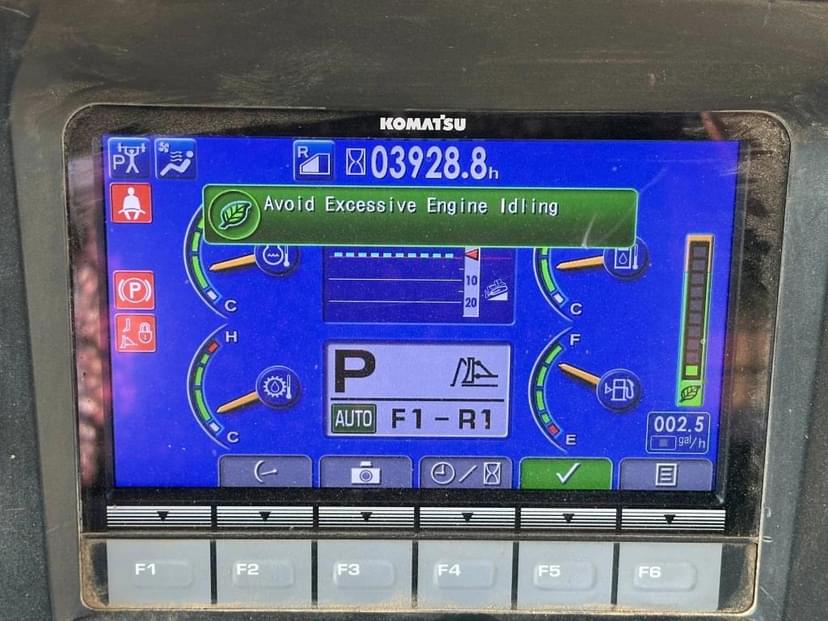 KOMATSU
P
R
03928.8h
Avoid Excessive Engine Idling
C
10
20
C
H
P
F
C
AUTO
F1-R1
E
002.5
gal/h
F1
F2
F3
F4
F5
F6